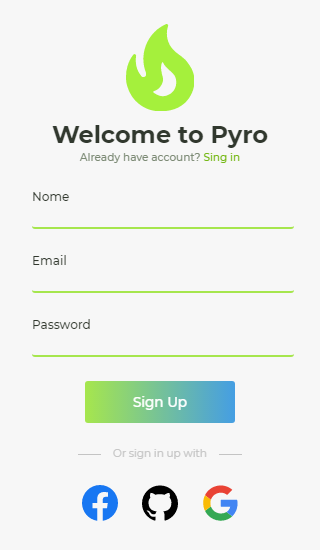 Welcome to Pyro
Already have account? Sing in
Nome
Email
Password
Sign Up
Or sign in up with